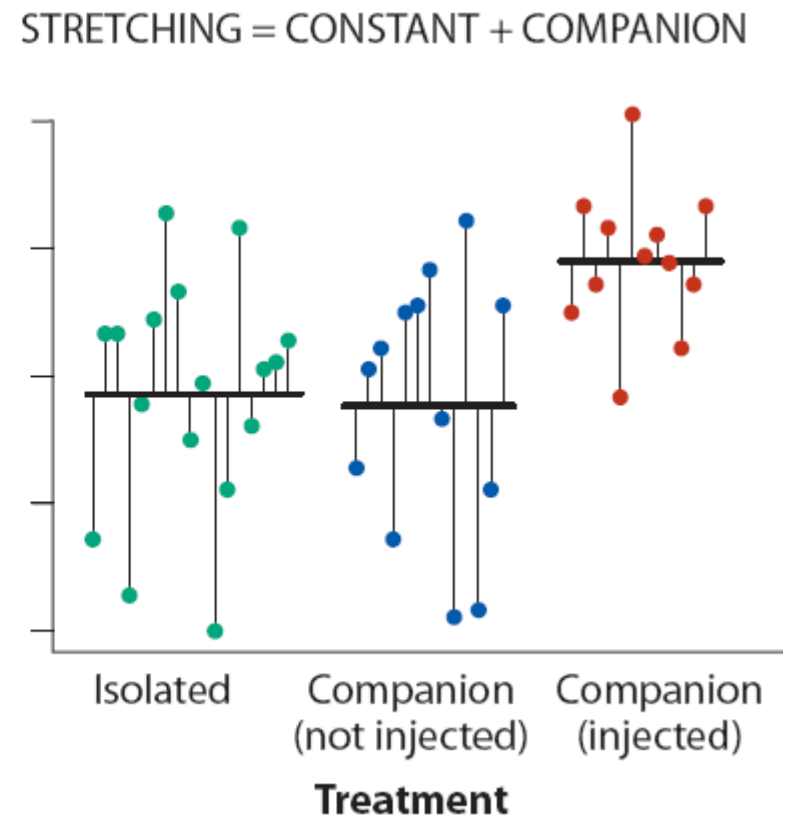 STRETCHING = CONSTANT + COMPANION
Isolated
Companion
(not injected)
Companion
(injected)
Treatment